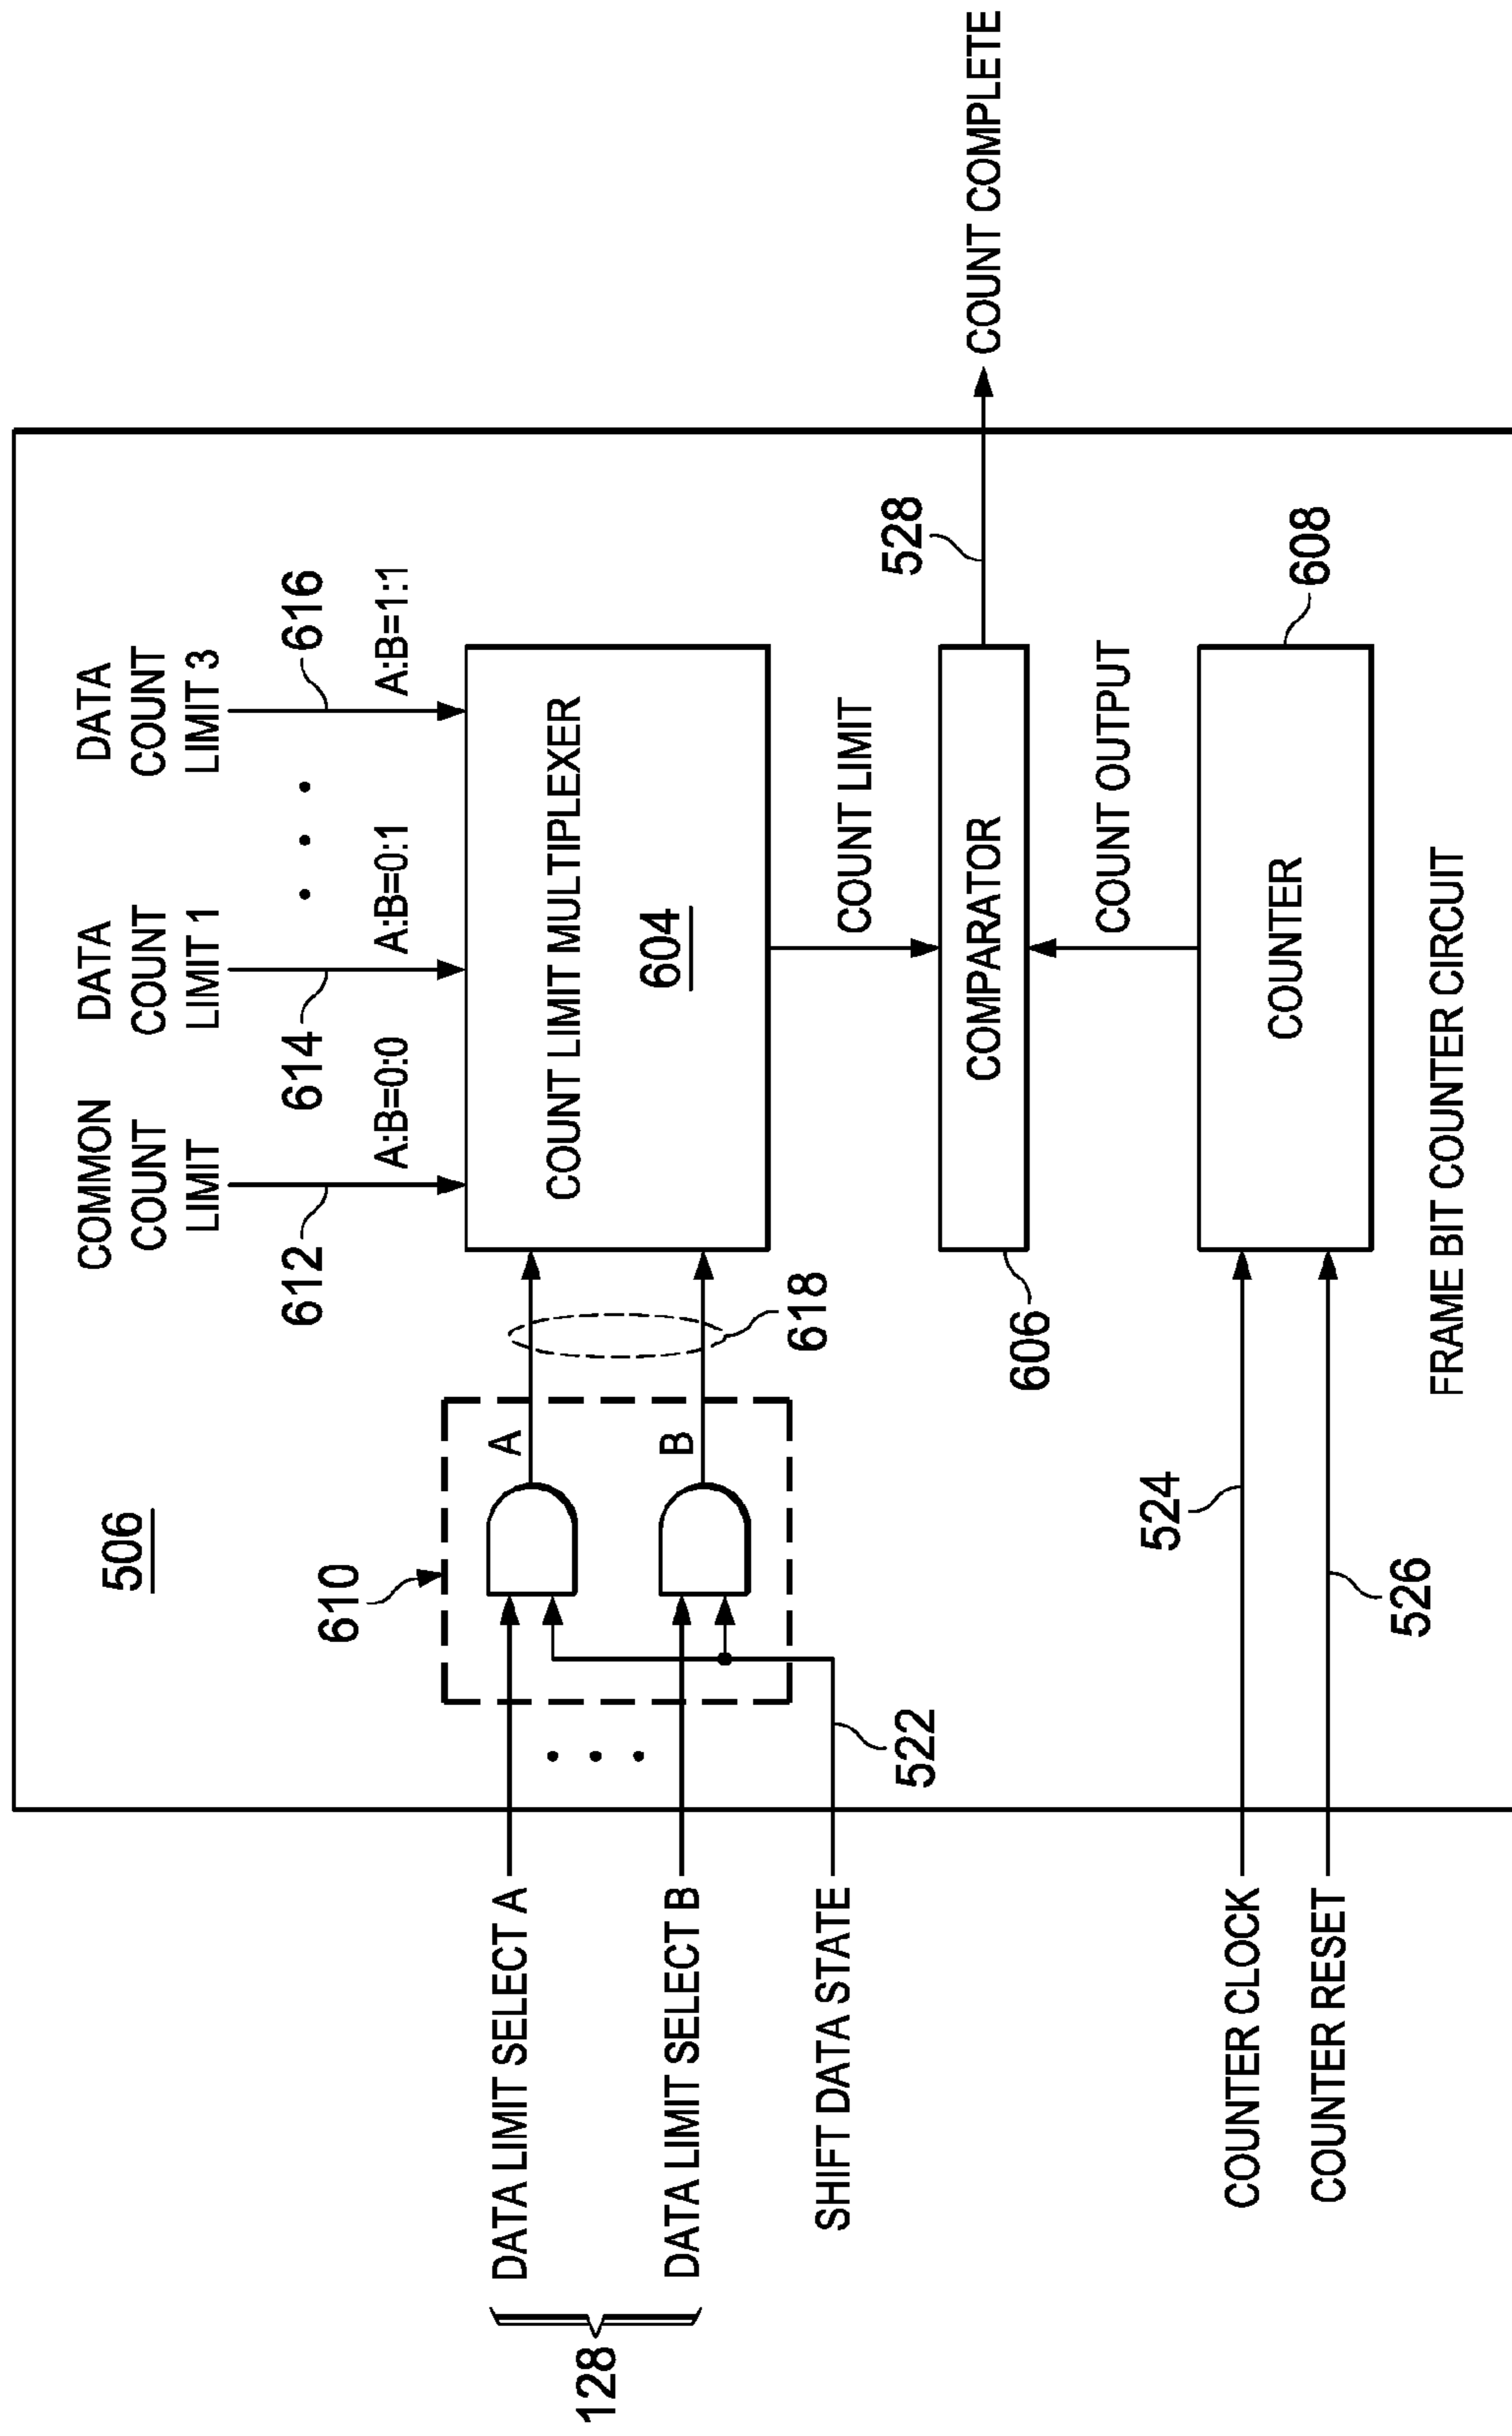 506
COMMON
COUNT
LIMIT
DATA
COUNT
LIMIT 1
DATA
COUNT
LIMIT 3
612
614
616
A:B=0:0
A:B=0:1
A:B=1:1
610
128
DATA LIMIT SELECT A
A
DATA LIMIT SELECT B
B
618
COUNT LIMIT MULTIPLEXER
604
SHIFT DATA STATE
522
COUNT LIMIT
528
COUNT COMPLETE
COMPARATOR
606
COUNT OUTPUT
COUNTER CLOCK
524
COUNTER RESET
526
COUNTER
608
FRAME BIT COUNTER CIRCUIT